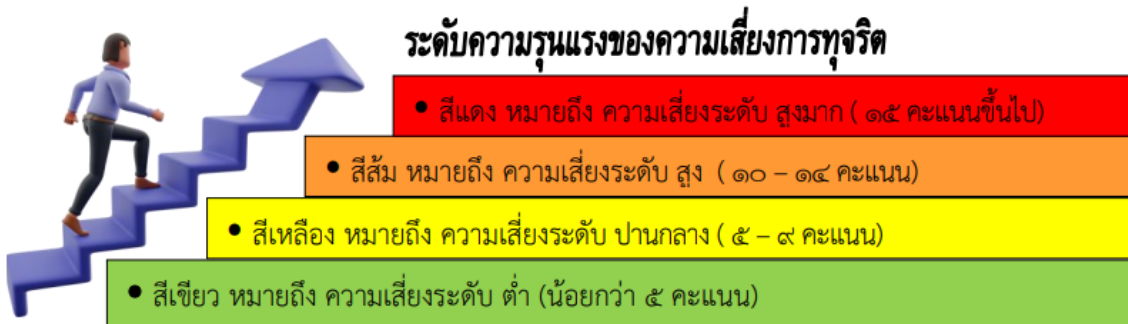 ระดับความรุนแรงของความเสี่ยงการทุจริต
• สีแดง หมายถึง ความเสี่ยงระดับ สูงมาก ( ๑๕ คะแนนขึ้นไป)
• สีส้ม หมายถึง ความเสี่ยงระดับ สูง ( ๑๐ – ๑๔ คะแนน)
• สีเหลือง หมายถึง ความเสี่ยงระดับ ปานกลาง ( ๕ – ๙ คะแนน)
• สีเขียว หมายถึง ความเสี่ยงระดับ ต่ำ (น้อยกว่า ๕ คะแนน)